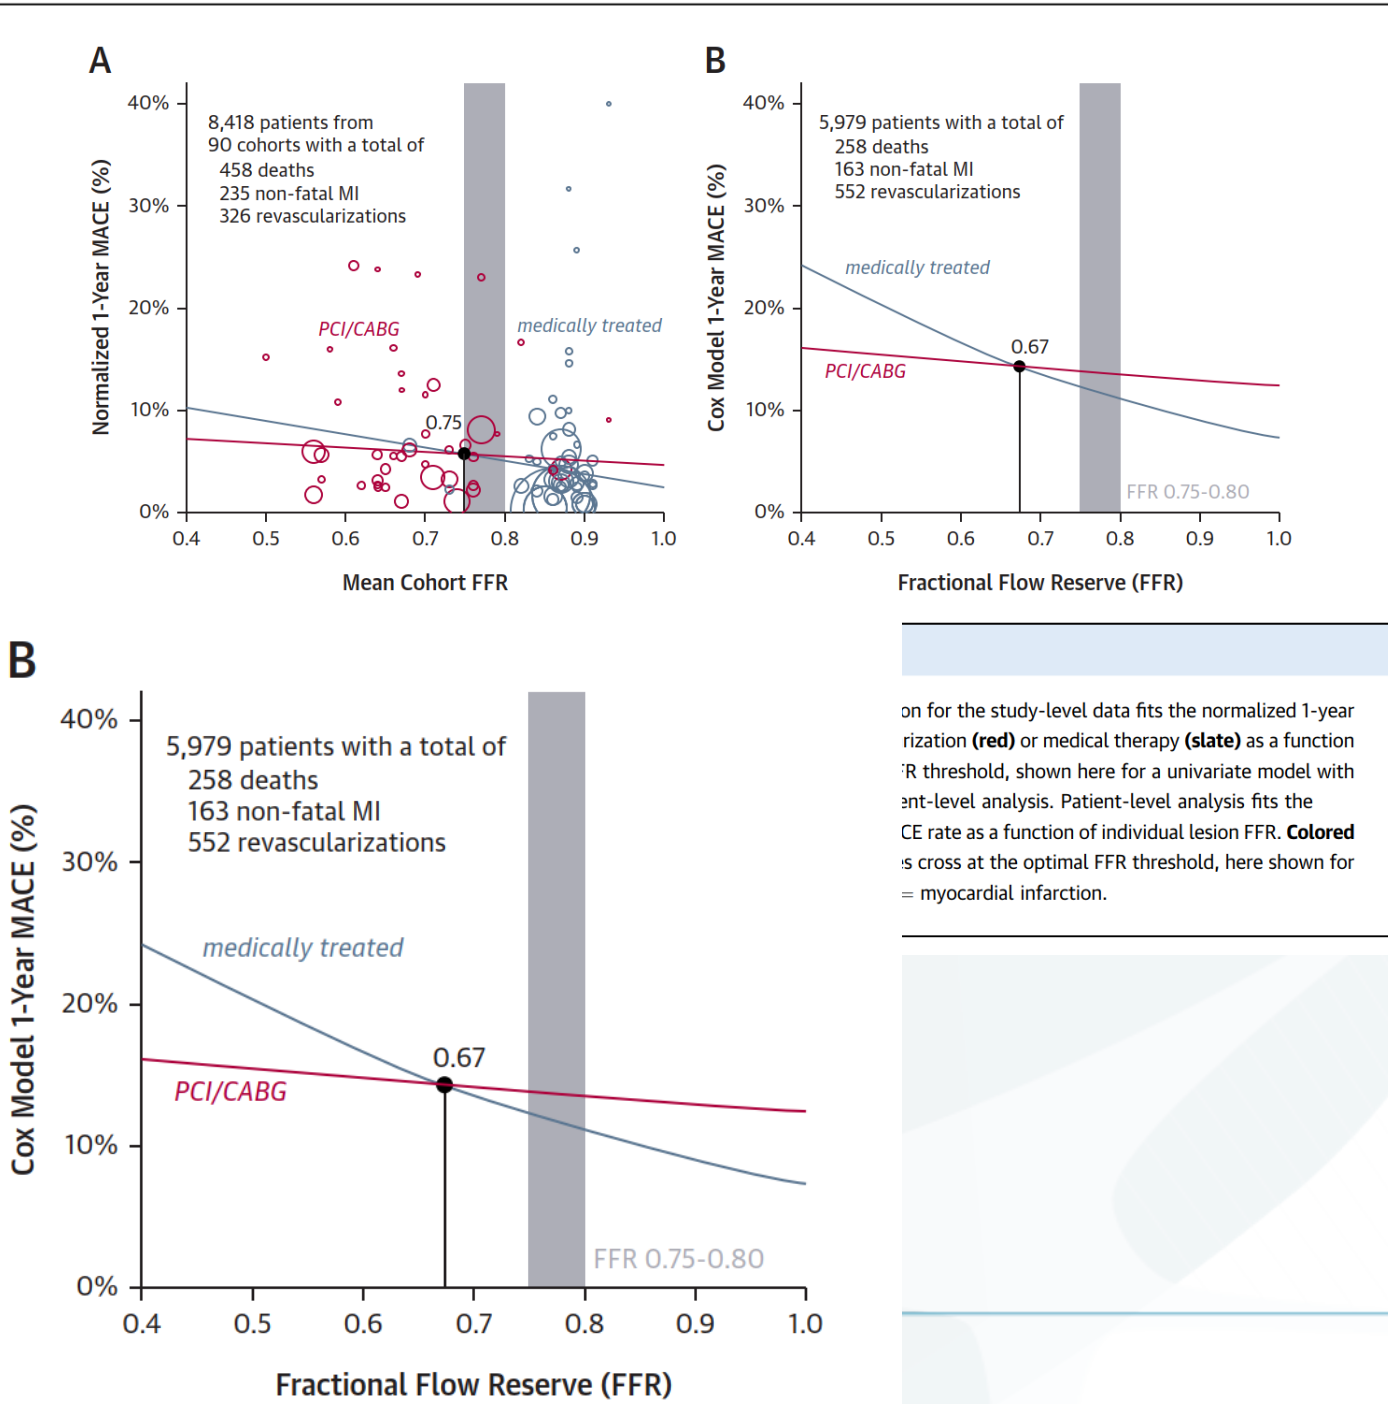 A
40%
30%
20%
10%
0%
Normalized 1-Year MACE (%)
8,418 patients from
90 cohorts with a total of
458 deaths
235 non-fatal MI
326 revascularizations
PCI/CABG
medically treated
0.75
0.4 0.5 0.6 0.7 0.8 0.9 1.0
Mean Cohort FFR
B
40%
30%
20%
10%
0%
Cox Model 1-Year MACE (%)
5,979 patients with a total of
258 deaths
163 non-fatal MI
552 revascularizations
medically treated
0.67
PCI/CABG
FFR 0.75-0.80
0.4 0.5 0.6 0.7 0.8 0.9 1.0
Fractional Flow Reserve (FFR)
B
40%
30%
20%
10%
0%
Cox Model 1-Year MACE (%)
5,979 patients with a total of
258 deaths
163 non-fatal MI
552 revascularizations
medically treated
0.67
PCI/CABG
FFR 0.75-0.80
0.4 0.5 0.6 0.7 0.8 0.9 1.0
Fractional Flow Reserve (FFR)
on for the study-level data fits the normalized 1-year
rization (red) or medical therapy (slate) as a function
FR threshold, shown here for a univariate model with
ent-level analysis. Patient-level analysis fits the
CE rate as a function of individual lesion FFR. Colored
s cross at the optimal FFR threshold, here shown for
= myocardial infarction.